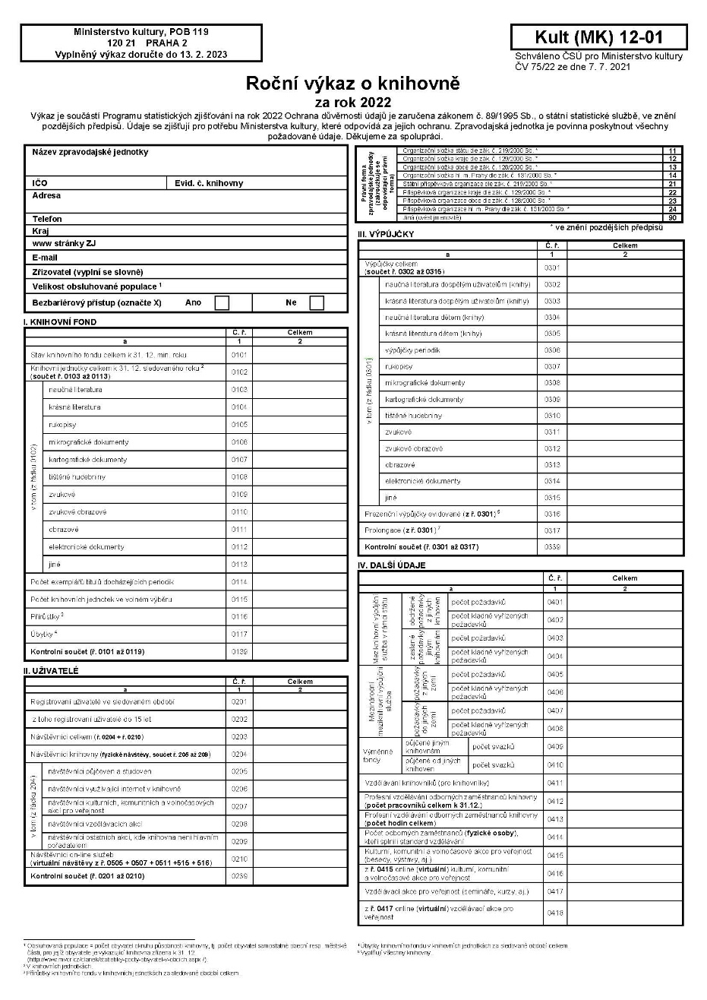 Ministerstvo kultury, POB 119
120 21 PRAHA 2
Vyplněný výkaz doručte do 13. 2. 2023
Kult (MK) 12-01
Schváleno ČSÚ pro Ministerstvo kultury
ČV 75/22 ze dne 7. 7. 2021
Roční výkaz o knihovně
za rok 2022
Výkaz je součástí Programu statistických zjišťování na rok 2022 Ochrana důvěrnosti údajů je zaručena zákonem č. 89/1995 Sb., o státní statistické službě, ve znění
pozdějších předpisů. Údaje se zjišťují pro potřebu Ministerstva kultury, které odpovídá za jejich ochranu. Zpravodajská jednotka je povinna poskytnout všechny
požadované údaje. Děkujeme za spolupráci.
Název zpravodajské jednotky
IČO Evid. č. knihovny
Adresa
Telefon
Kraj
www stránky ZJ
E-mail
Zřizovatel (vyplní se slovně)
Velikost obsluhované populace 1
Bezbariérový přístup (označte X) Ano Ne
Právní forma
zpravodajské jednotky
(zakroužkuje se
odpovídající právní
forma)
Organizační složka státu dle zák. č. 219/2000 Sb. * 11
Organizační složka kraje dle zák. č. 129/2000 Sb. * 12
Organizační složka obce dle zák. č. 128/2000 Sb. * 13
Organizační složka hl. m. Prahy dle zák. č. 131/2000 Sb. * 14
Státní příspěvková organizace dle zák. č. 219/2000 Sb. * 21
Příspěvková organizace kraje dle zák. č. 129/2000 Sb. * 22
Příspěvková organizace obce dle zák. č. 128/2000 Sb. * 23
Příspěvková organizace hl. m. Prahy dle zák. č. 131/2000 Sb. * 24
Jiná (uvést jmenovitě) 90
* ve znění pozdějších předpisů
I. KNIHOVNÍ FOND
Č. ř. Celkem
a 1 2
Stav knihovního fondu celkem k 31. 12. min. roku 0101
Knihovní jednotky celkem k 31. 12. sledovaného roku 2
(součet ř. 0103 až 0113) 0102
v tom (z řádku 0102)
naučná literatura 0103
krásná literatura 0104
rukopisy 0105
mikrografické dokumenty 0106
kartografické dokumenty 0107
tištěné hudebniny 0108
zvukové 0109
zvukově obrazové 0110
obrazové 0111
elektronické dokumenty 0112
jiné 0113
Počet exemplářů titulů docházejících periodik 0114
Počet knihovních jednotek ve volném výběru 0115
Přírůstky 3 0116
Úbytky 4 0117
Kontrolní součet (ř. 0101 až 0119) 0139
II. UŽIVATELÉ
Č. ř. Celkem
a 1 2
Registrovaní uživatelé ve sledovaném období 0201
z toho registrovaní uživatelé do 15 let 0202
Návštěvníci celkem (ř. 0204 + ř. 0210) 0203
Návštěvníci knihovny (fyzické návštěvy, součet ř. 205 až 209) 0204
v tom (z řádku 204)
návštěvníci půjčoven a studoven 0205
návštěvníci využívající internet v knihovně 0206
návštěvníci kulturních, komunitních a volnočasových
akcí pro veřejnost 0207
návštěvníci vzdělávacích akcí 0208
návštěvníci ostatních akcí, kde knihovna není hlavním
pořadatelem 0209
Návštěvníci on-line služeb
(virtuální návštěvy z ř. 0505 + 0507 + 0511 +515 + 516) 0210
Kontrolní součet (ř. 0201 až 0210) 0239
III. VÝPŮJČKY
Č. ř. Celkem
a 1 2
Výpůjčky celkem
(součet ř. 0302 až 0315) 0301
v tom (z řádku 0301)
naučná literatura dospělým uživatelům (knihy) 0302
krásná literatura dospělým uživatelům (knihy) 0303
naučná literatura dětem (knihy) 0304
krásná literatura dětem (knihy) 0305
výpůjčky periodik 0306
rukopisy 0307
mikrografické dokumenty 0308
kartografické dokumenty 0309
tištěné hudebniny 0310
zvukové 0311
zvukově obrazové 0312
obrazové 0313
elektronické dokumenty 0314
jiné 0315
Prezenční výpůjčky evidované (z ř. 0301) 6 0316
Prolongace (z ř. 0301) 7 0317
Kontrolní součet (ř. 0301 až 0317) 0339
IV. DALŠÍ ÚDAJE
Č. ř. Celkem
a 1 2
Meziknihovní výpůjční
služba v rámci státu
obdržené
požadavky
z jiných
knihoven
počet požadavků 0401
počet kladně vyřízených
požadavků 0402
zaslané
požadavky
jiným
knihovnám
počet požadavků 0403
počet kladně vyřízených
požadavků 0404
Mezinárodní
meziknihovní výpůjční
služba
požadavky
z jiných
zemí
počet požadavků 0405
počet kladně vyřízených
požadavků 0406
požadavky
do jiných
zemí
počet požadavků 0407
počet kladně vyřízených
požadavků 0408
Výměnné
fondy
půjčené jiným
knihovnám počet svazků 0409
půjčené od jiných
knihoven počet svazků 0410
Vzdělávání knihovníků (pro knihovníky) 0411
Profesní vzdělávání odborných zaměstnanců knihovny
(počet pracovníků celkem k 31.12.) 0412
Profesní vzdělávání odborných zaměstnanců knihovny
(počet hodin celkem) 0413
Počet odborných zaměstnanců (fyzické osoby),
kteří splnili standard vzdělávání 0414
Kulturní, komunitní a volnočasové akce pro veřejnost
(besedy, výstavy, aj.) 0415
z ř. 0415 online (virtuální) kulturní, komunitní
a volnočasové akce pro veřejnost 0416
Vzdělávací akce pro veřejnost (semináře, kurzy, aj.) 0417
z ř. 0417 online (virtuální) vzdělávací akce pro
veřejnost 0418
1 Obsluhovaná populace = počet obyvatel okruhu působnosti knihovny, tj. počet obyvatel samostatné obecní resp. městské
části, pro jejíž obyvatele je vykazující knihovna zřízena k 31. 12.
(http://www.mvcr.cz/clanek/statistiky-pocty-obyvatel-v-obcich.aspx /).
2 V knihovních jednotkách.
3 Přírůstky knihovního fondu v knihovních jednotkách za sledované období celkem.
4 Úbytky knihovního fondu v knihovních jednotkách za sledované období celkem.
5 Vyplňují všechny knihovny.